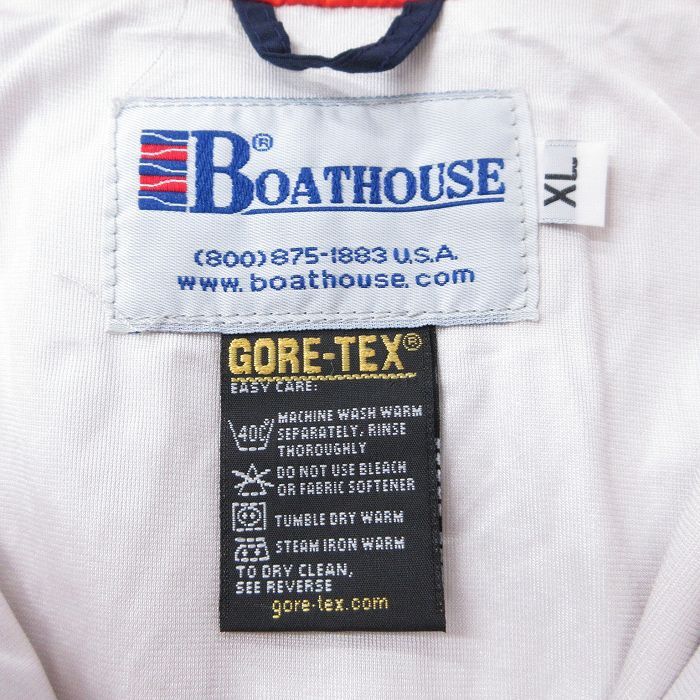 BOATHOUSE®
XL
(800) 875-1883 U.S.A.
www.boathouse.com
GORE-TEX®
EASY CARE:
40° MACHINE WASH WARM
SEPARATELY, RINSE
THOROUGHLY
DO NOT USE BLEACH
OR FABRIC SOFTENER
TUMBLE DRY WARM
STEAM IRON WARM
TO DRY CLEAN,
SEE REVERSE
gore-tex.com